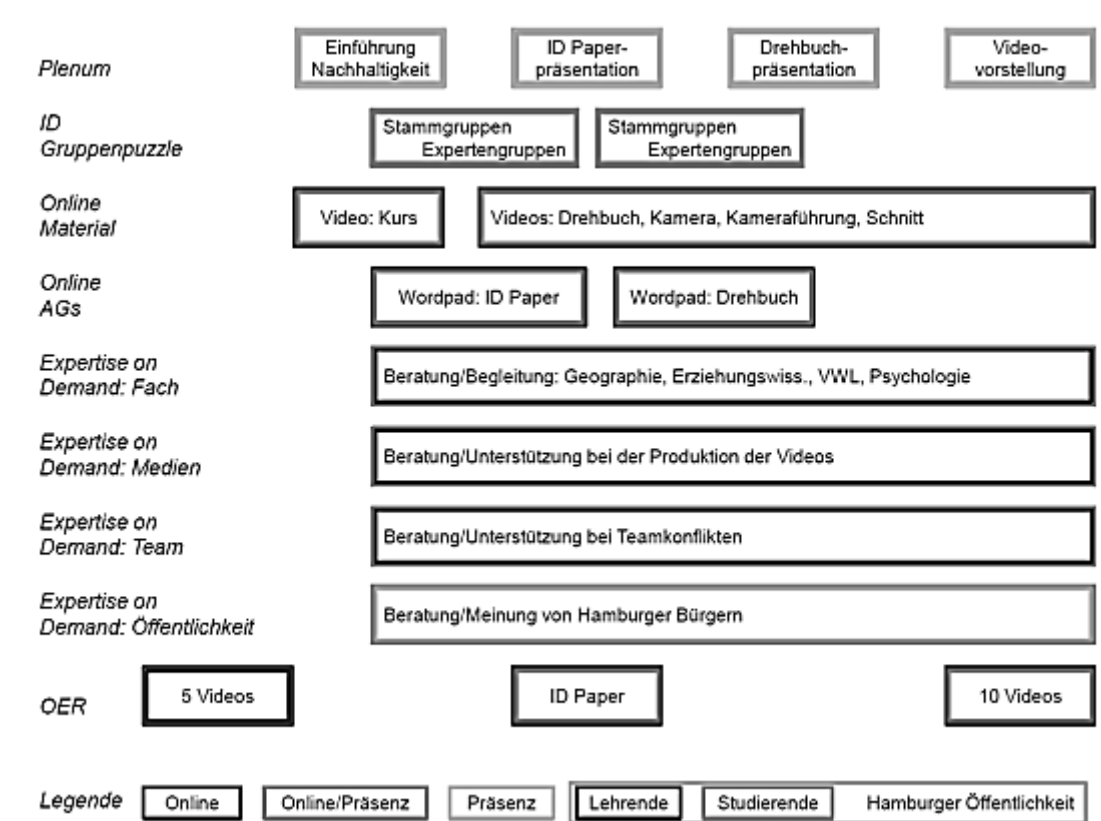 Plenum
Einführung
Nachhaltigkeit
ID Paper-
präsentation
Drehbuch-
präsentation
Video-
vorstellung
ID
Gruppenpuzzle
Stammgruppen
Expertengruppen
Stammgruppen
Expertengruppen
Online
Material
Video: Kurs
Videos: Drehbuch, Kamera, Kameraführung, Schnitt
Online
AGs
Wordpad: ID Paper
Wordpad: Drehbuch
Expertise on
Demand: Fach
Beratung/Begleitung: Geographie, Erziehungswiss., VWL, Psychologie
Expertise on
Demand: Medien
Beratung/Unterstützung bei der Produktion der Videos
Expertise on
Demand: Team
Beratung/Unterstützung bei Teamkonflikten
Expertise on
Demand: Öffentlichkeit
Beratung/Meinung von Hamburger Bürgern
OER
5 Videos
ID Paper
10 Videos
Legende
Online
Online/Präsenz
Präsenz
Lehrende
Studierende
Hamburger Öffentlichkeit